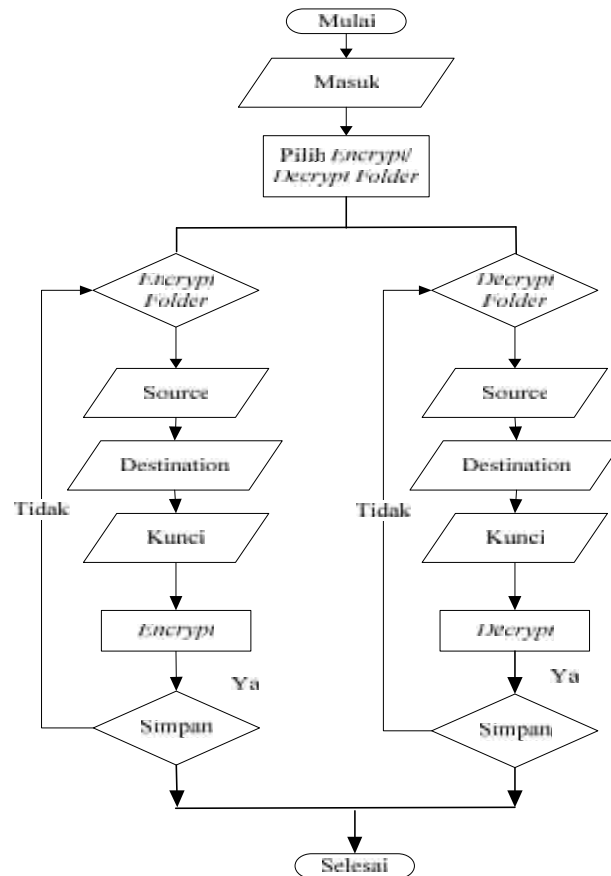 Mulai
Masuk
Pilih Encrypt/
Decrypt Folder
Encrypt
Folder
Source
Destination
Tidak
Kunci
Encrypt
Ya
Simpan
Decrypt
Folder
Source
Destination
Tidak
Kunci
Decrypt
Ya
Simpan
Selesai